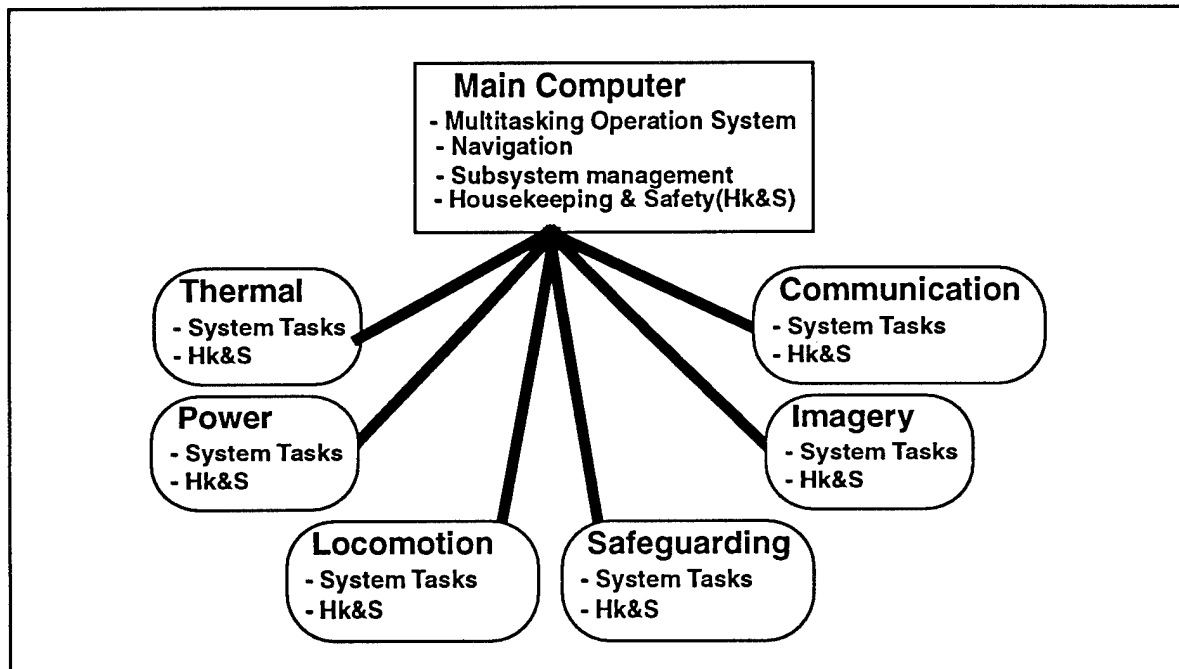 Main Computer
- Multitasking Operation System
- Navigation
- Subsystem management
- Housekeeping & Safety(Hk&S)
Thermal
- System Tasks
- Hk&S
Communication
- System Tasks
- Hk&S
Power
- System Tasks
- Hk&S
Imagery
- System Tasks
- Hk&S
Locomotion
- System Tasks
- Hk&S
Safeguarding
- System Tasks
- Hk&S